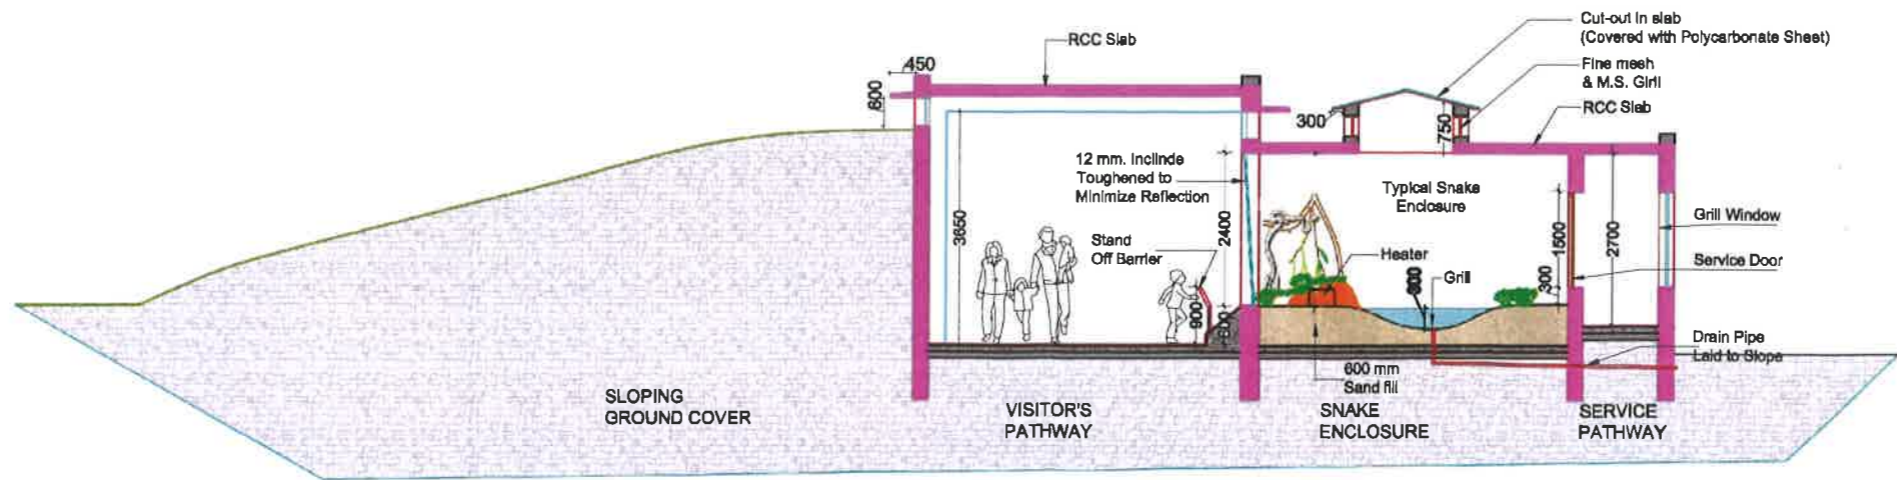 Cut-out in slab
(Covered with Polycarbonate Sheet)
RCC Slab
Fine mesh
& M.S. Girll
RCC Slab
450
600
300
750
12 mm. Inclinde
Toughened to
Minimize Reflection
Typical Snake
Enclosure
3650
2400
1500
2700
Grill Window
Stand
Off Barrier
Heater
Grill
Service Door
300
900
600
Drain Pipe
Laid to Slope
600 mm
Sand fill
SLOPING
GROUND COVER
VISITOR'S
PATHWAY
SNAKE
ENCLOSURE
SERVICE
PATHWAY